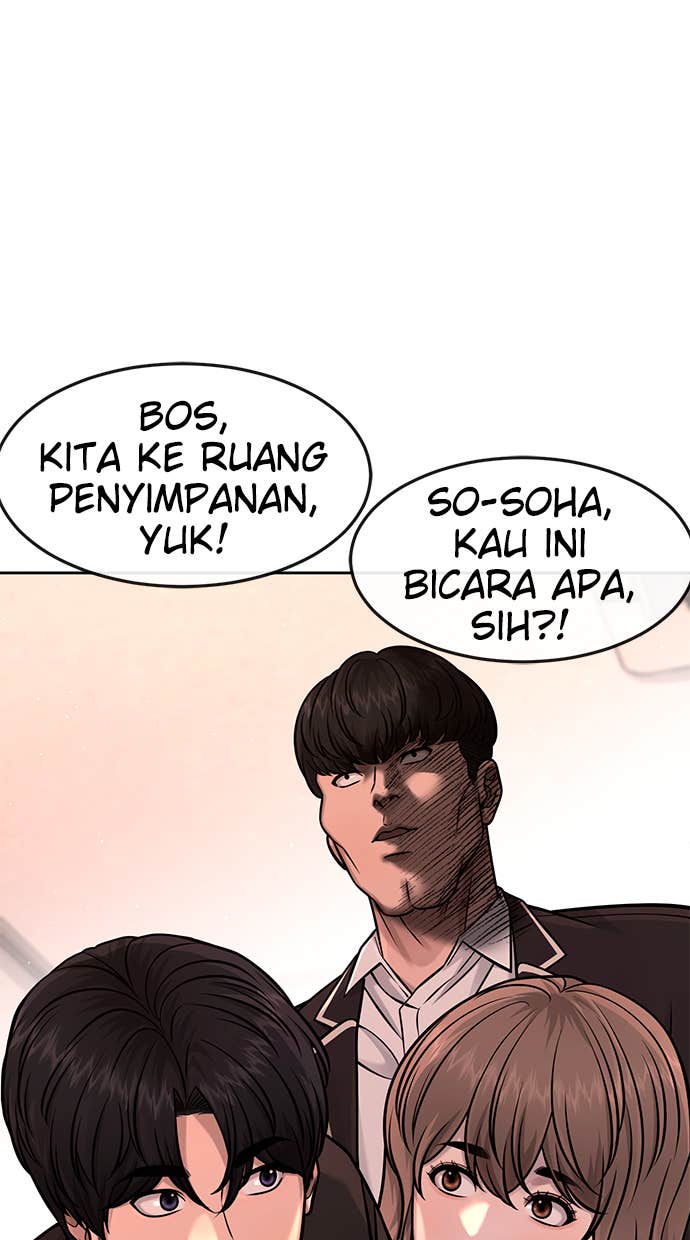 BOS,
KITA KE RUANG
PENYIMPANAN,
YUK!
SO-SOHA,
KAU INI
BICARA APA,
SIH?!